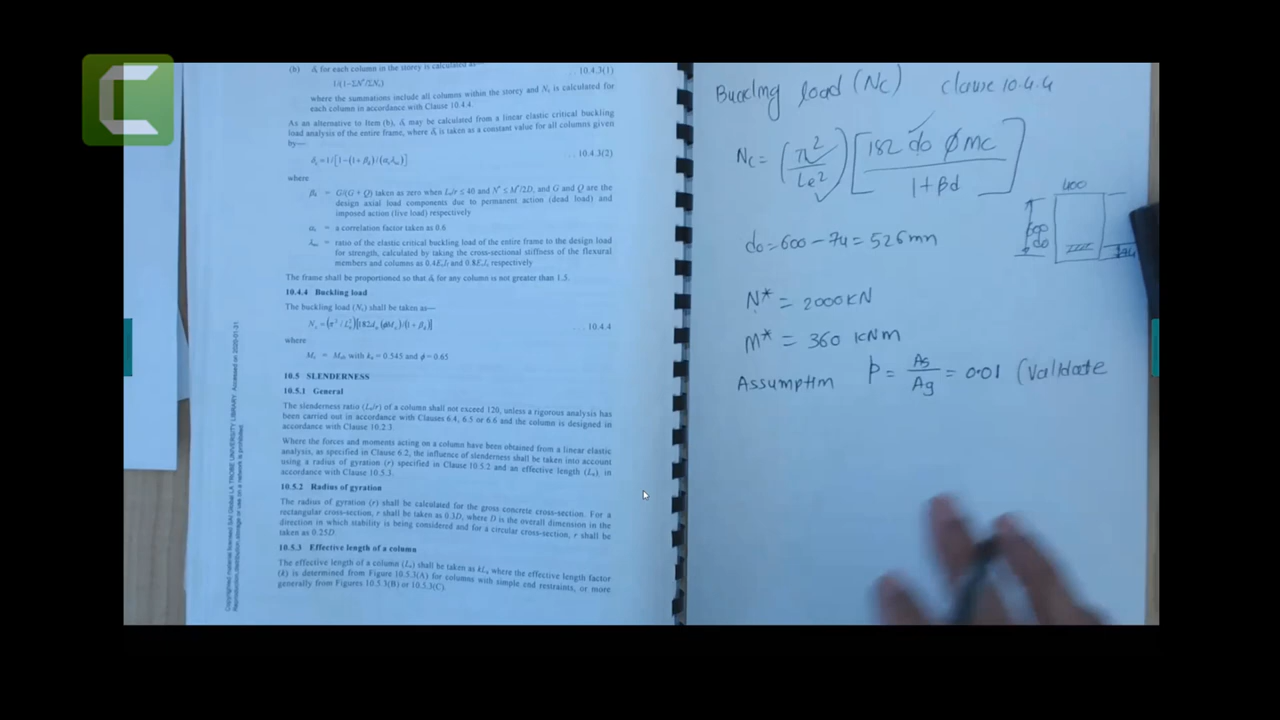 (b) δs for each column in the storey is calculated as—
1/(1−ΣN*/ΣNc)
... 10.4.3(1)
where the summations include all columns within the storey and Nc is calculated for
each column in accordance with Clause 10.4.4.
As an alternative to Item (b), δs may be calculated from a linear elastic critical buckling
load analysis of the entire frame, where δs is taken as a constant value for all columns given
by—
... 10.4.3(2)
where
βd = G/(G + Q) taken as zero when Le/r ≤ 40 and N* ≤ M*/2D, and G and Q are the
design axial load components due to permanent action (dead load) and
imposed action (live load) respectively
αs = a correlation factor taken as 0.6
= ratio of the elastic critical buckling load of the entire frame to the design load
for strength, calculated by taking the cross-sectional stiffness of the flexural
members and columns as 0.4EcIf and 0.8EcIc respectively
The frame shall be proportioned so that δs for any column is not greater than 1.5.
10.4.4 Buckling load
The buckling load (Nc) shall be taken as—
Nc = (π²/Le²)[182do(φMc)/(1 + βd)]
... 10.4.4
where
Mc = Mub with ku = 0.545 and φ = 0.65
10.5 SLENDERNESS
10.5.1 General
The slenderness ratio (Le/r) of a column shall not exceed 120, unless a rigorous analysis has
been carried out in accordance with Clauses 6.4, 6.5 or 6.6 and the column is designed in
accordance with Clause 10.2.3.
Where the forces and moments acting on a column have been obtained from a linear elastic
analysis, as specified in Clause 6.2, the influence of slenderness shall be taken into account
using a radius of gyration (r) specified in Clause 10.5.2 and an effective length (Le), in
accordance with Clause 10.5.3.
10.5.2 Radius of gyration
The radius of gyration (r) shall be calculated for the gross concrete cross-section. For a
rectangular cross-section, r shall be taken as 0.3D, where D is the overall dimension in the
direction in which stability is being considered and for a circular cross-section, r shall be
taken as 0.25D.
10.5.3 Effective length of a column
The effective length of a column (Le) shall be taken as kLu where the effective length factor
(k) is determined from Figure 10.5.3(A) for columns with simple end restraints, or more
generally from Figures 10.5.3(B) or 10.5.3(C).
Buckling load (Nc) clause 10.4.4
Nc = (π²/Le²) [182 do φ Mc / 1+βd]
400
600
do
74
do = 600 − 74 = 526 mm
N* = 2000 KN
M* = 360 KNm
Assumption p = As/Ag = 0.01 (Validate